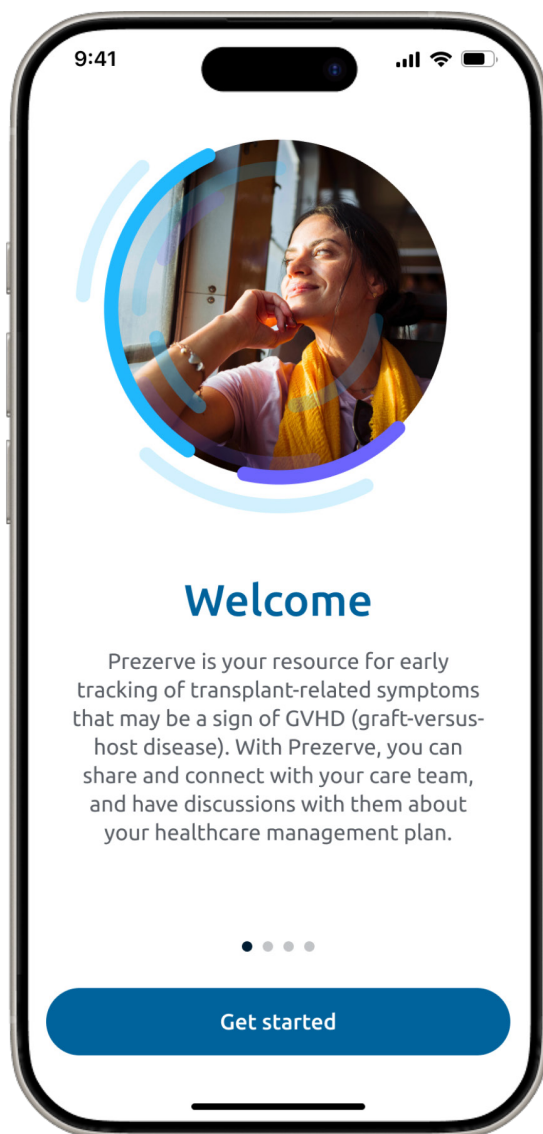 9:41
Welcome
Prezerve is your resource for early
tracking of transplant-related symptoms
that may be a sign of GVHD (graft-versus-
host disease). With Prezerve, you can
share and connect with your care team,
and have discussions with them about
your healthcare management plan.
Get started